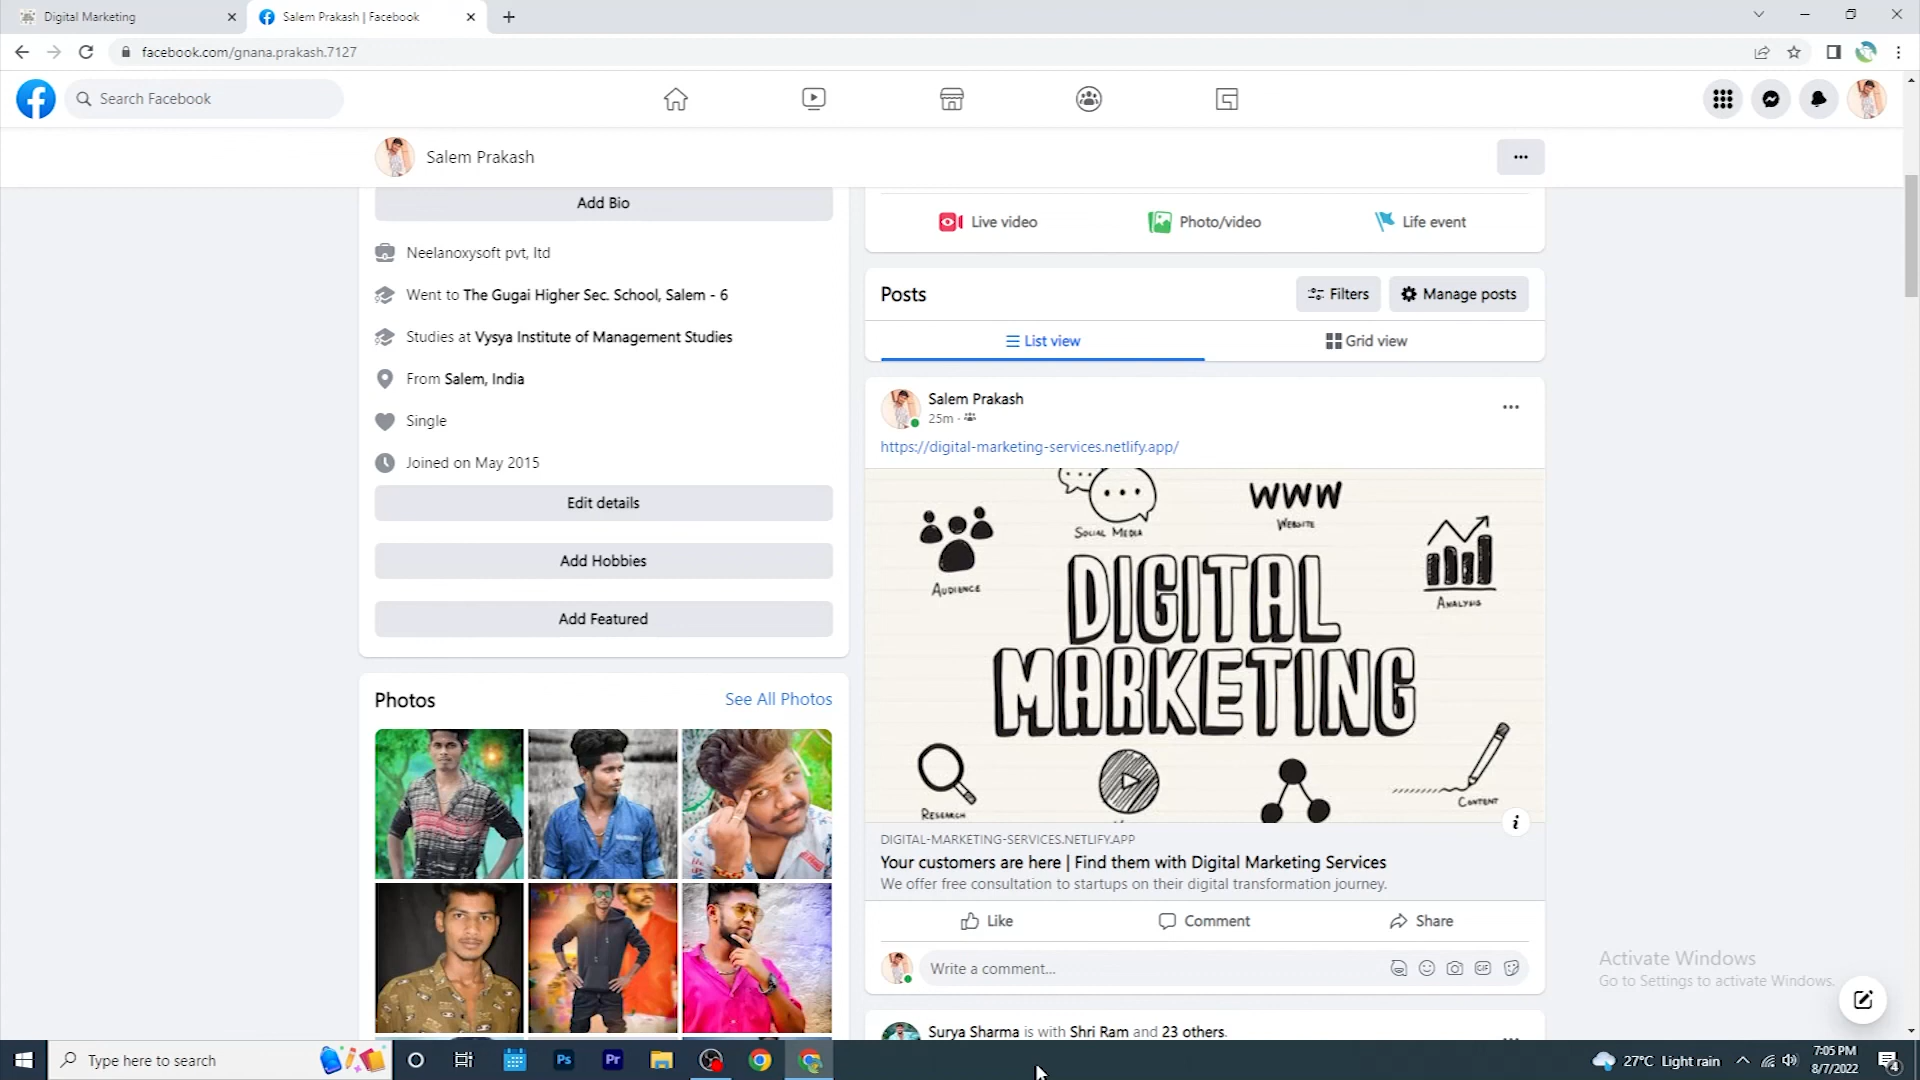 Digital Marketing
Salem Prakash | Facebook
facebook.com/gnana.prakash.7127
Search Facebook
Salem Prakash
Add Bio
Live video
Photo/video
Life event
Neelanoxysoft pvt, ltd
Went to The Gugai Higher Sec. School, Salem - 6
Studies at Vysya Institute of Management Studies
From Salem, India
Single
Joined on May 2015
Edit details
Add Hobbies
Add Featured
Photos
See All Photos
Posts
Filters
Manage posts
List view
Grid view
Salem Prakash
25m ·
https://digital-marketing-services.netlify.app/
SOCIAL MEDIA
WWW
WEBSITE
AUDIENCE
ANALYSIS
DIGITAL
MARKETING
RESEARCH
CONTENT
DIGITAL-MARKETING-SERVICES.NETLIFY.APP
Your customers are here | Find them with Digital Marketing Services
We offer free consultation to startups on their digital transformation journey.
Like
Comment
Share
Write a comment...
GIF
Surya Sharma is with Shri Ram and 23 others.
Activate Windows
Go to Settings to activate Windows.
Type here to search
Ps
Pr
27°C Light rain
7:05 PM
8/7/2022
4